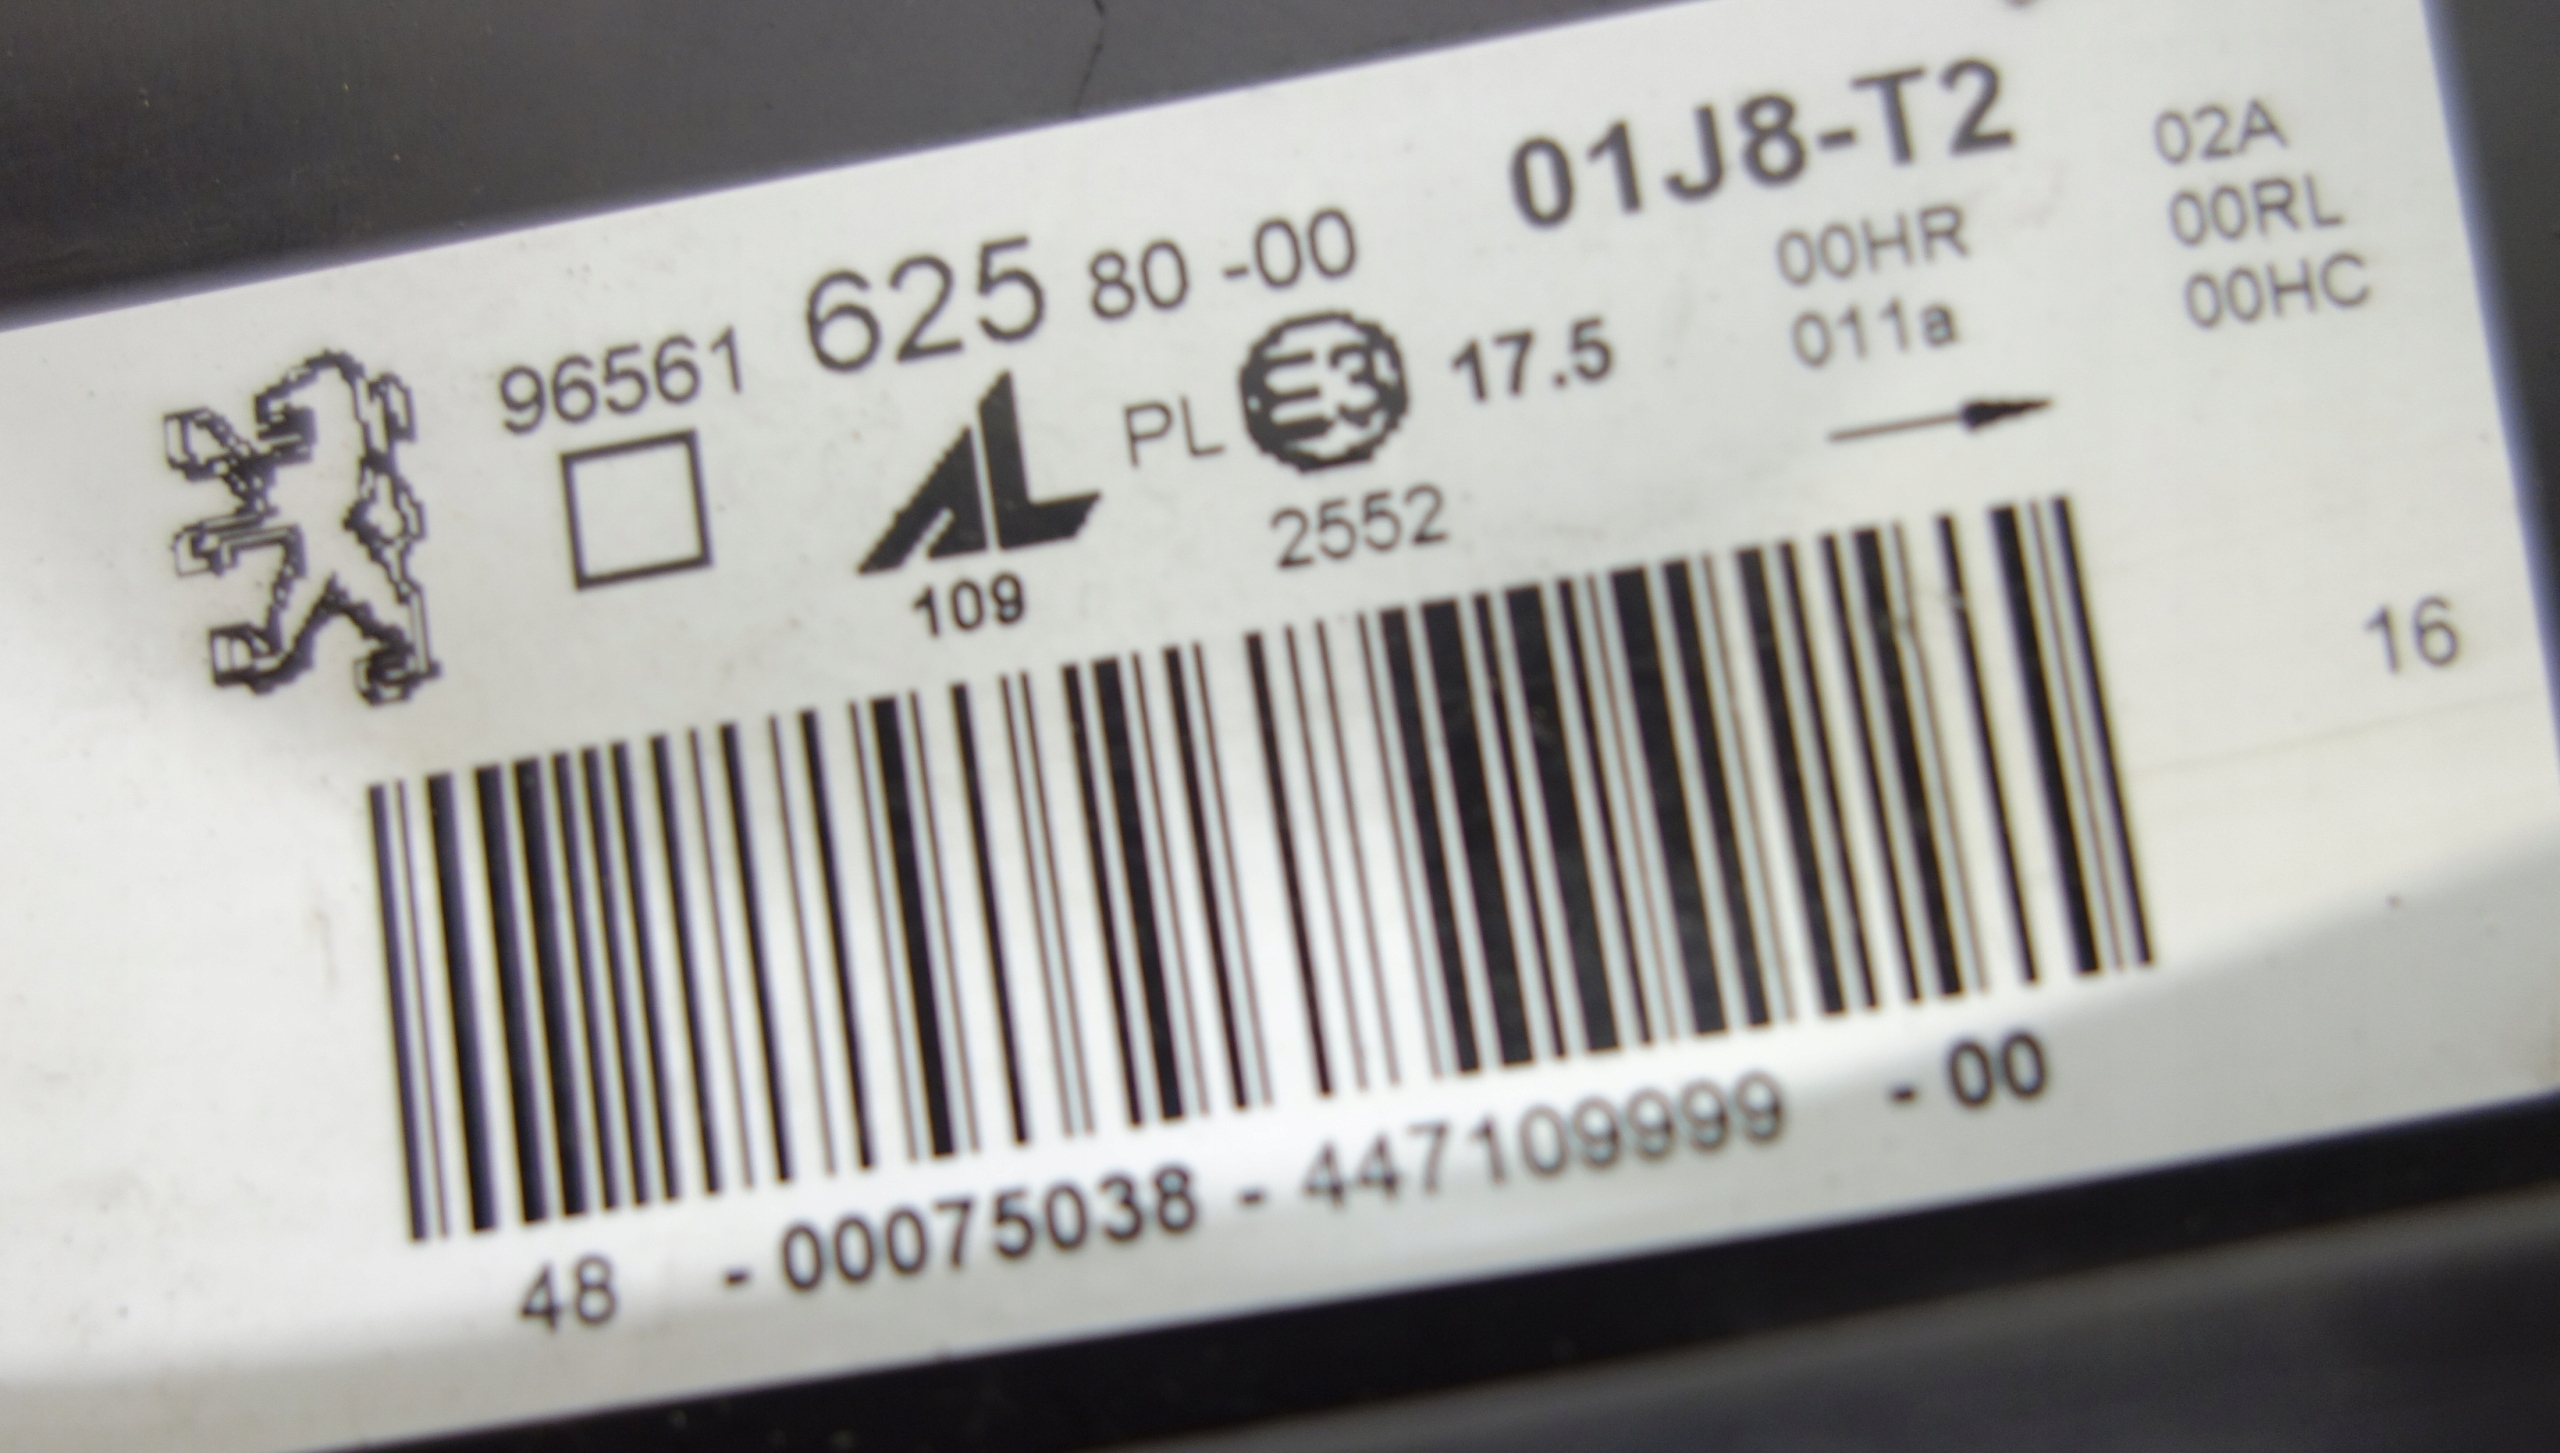 01J8-T2
96561 625 80 -00
02A
00HR 00RL
011a 00HC
AL PL E3 17.5
109 2552
16
48 - 00075038 - 447109999 - 00